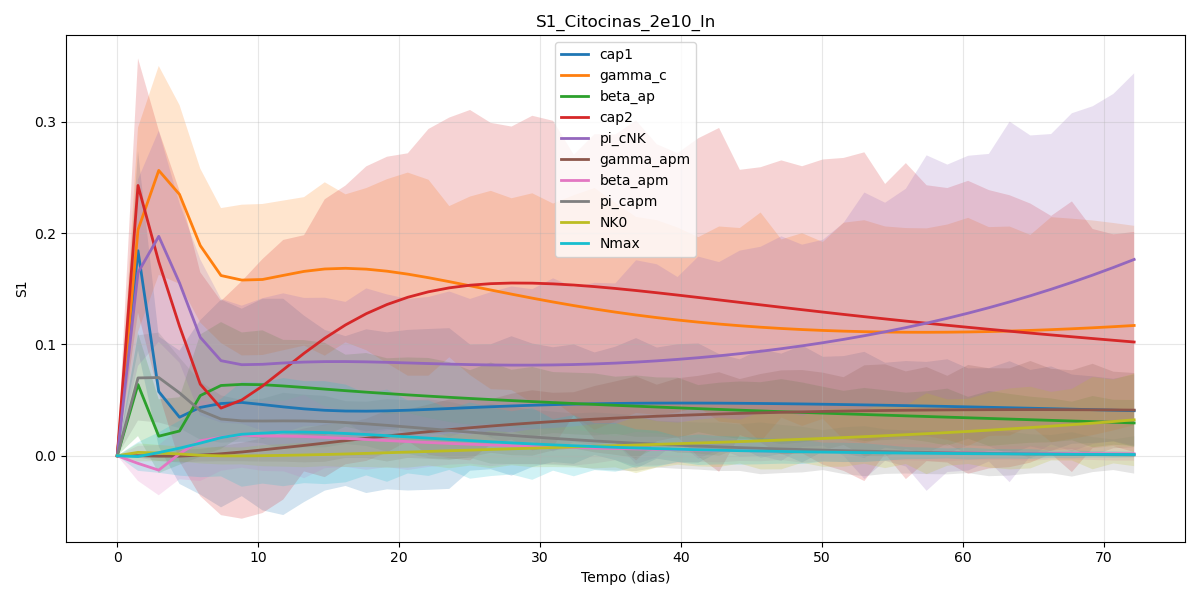 S1_Citocinas_2e10_In
cap1
gamma_c
beta_ap
cap2
pi_cNK
gamma_apm
beta_apm
pi_capm
NK0
Nmax
S1
0.3
0.2
0.1
0.0
0 10 20 30 40 50 60 70
Tempo (dias)